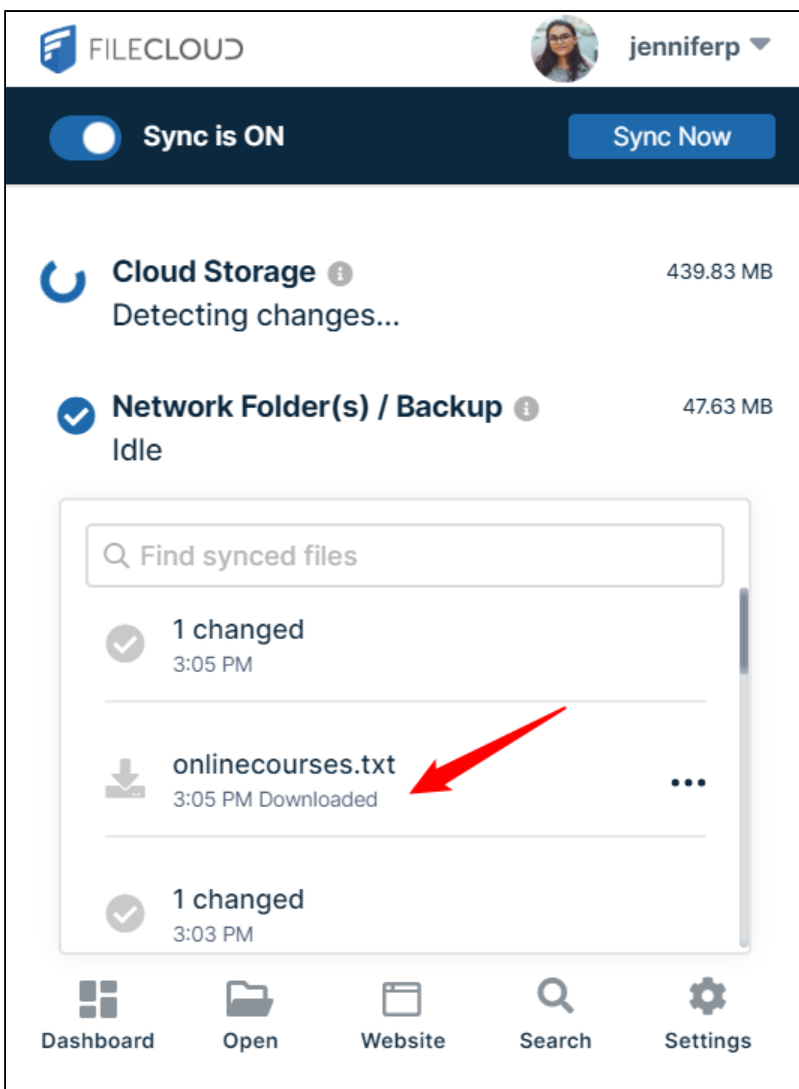 FILECLOUD
jenniferp
Sync is ON
Sync Now
Cloud Storage
439.83 MB
Detecting changes...
Network Folder(s) / Backup
47.63 MB
Idle
Find synced files
1 changed
3:05 PM
onlinecourses.txt
3:05 PM Downloaded
1 changed
3:03 PM
Dashboard Open Website Search Settings